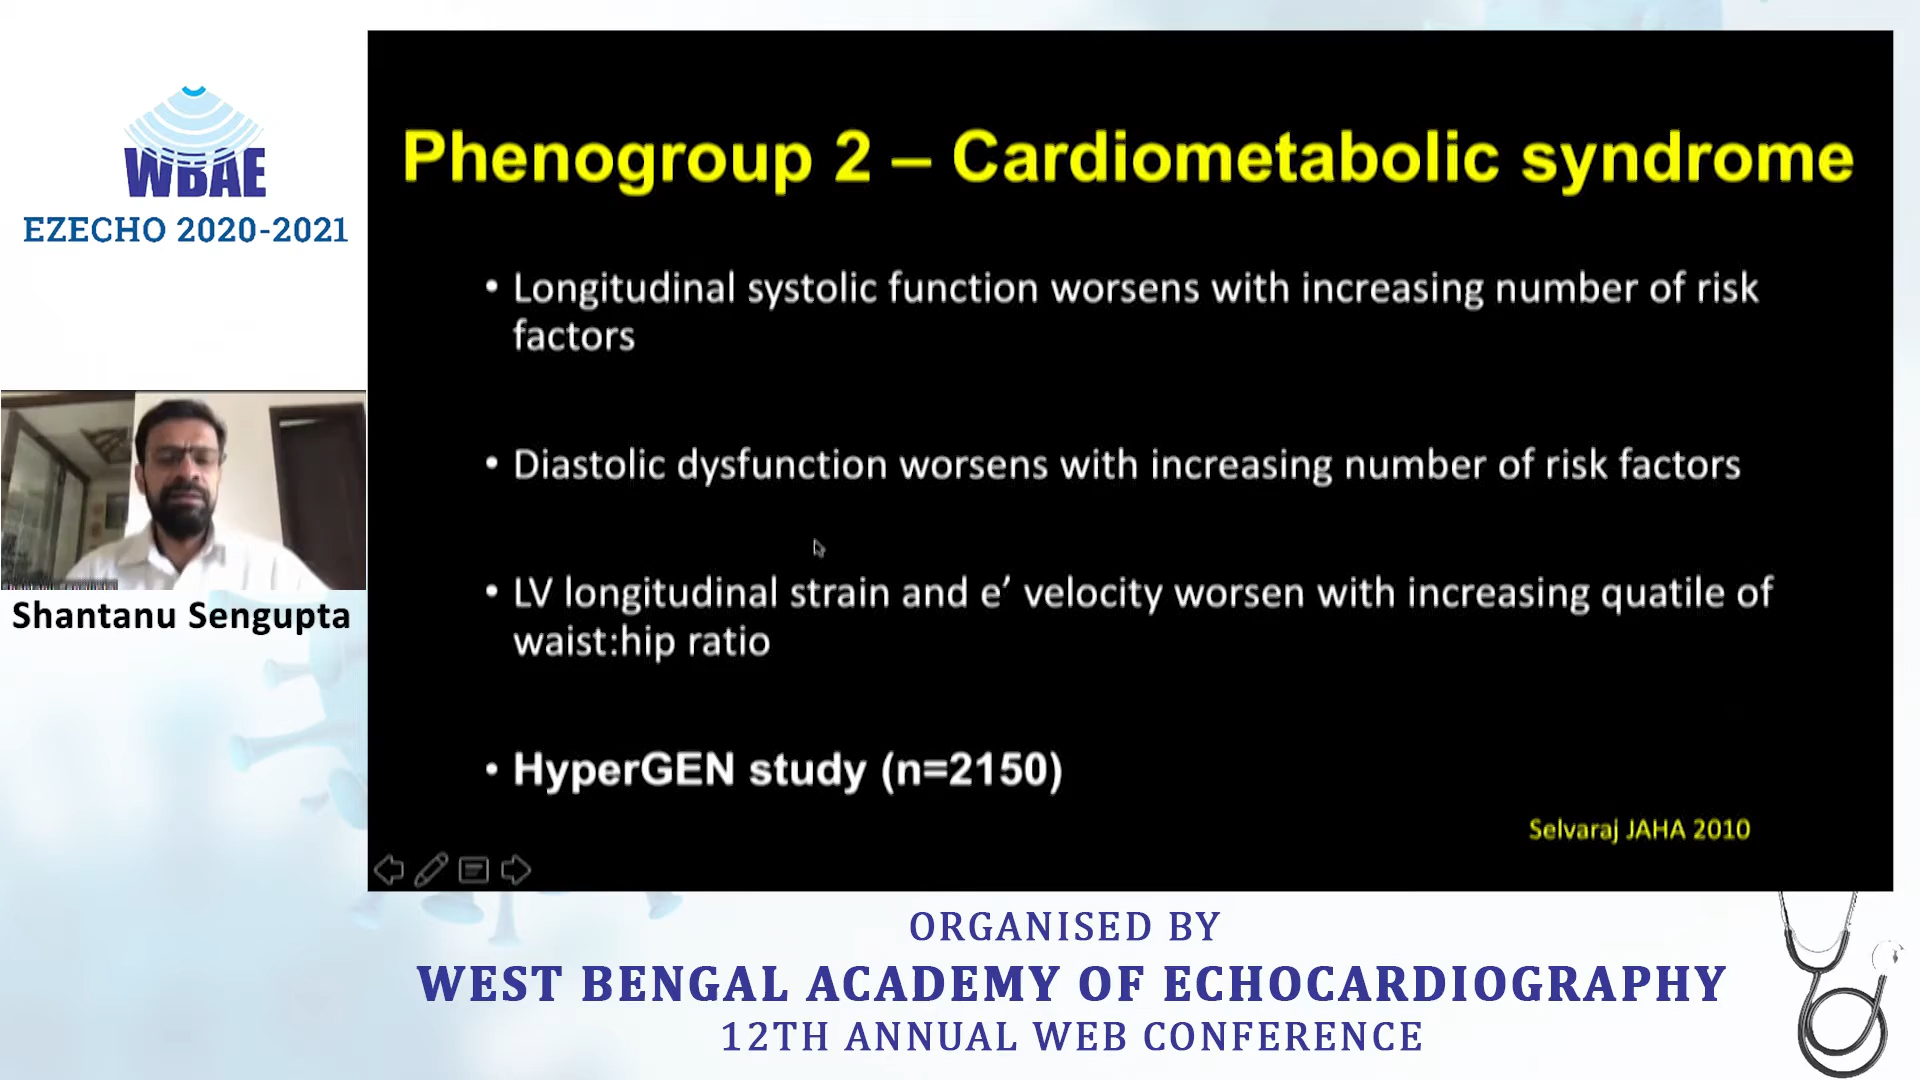 WBAE
EZECHO 2020-2021
Shantanu Sengupta
Phenogroup 2 – Cardiometabolic syndrome
• Longitudinal systolic function worsens with increasing number of risk
factors
• Diastolic dysfunction worsens with increasing number of risk factors
• LV longitudinal strain and e’ velocity worsen with increasing quatile of
waist:hip ratio
• HyperGEN study (n=2150)
Selvaraj JAHA 2010
ORGANISED BY
WEST BENGAL ACADEMY OF ECHOCARDIOGRAPHY
12TH ANNUAL WEB CONFERENCE